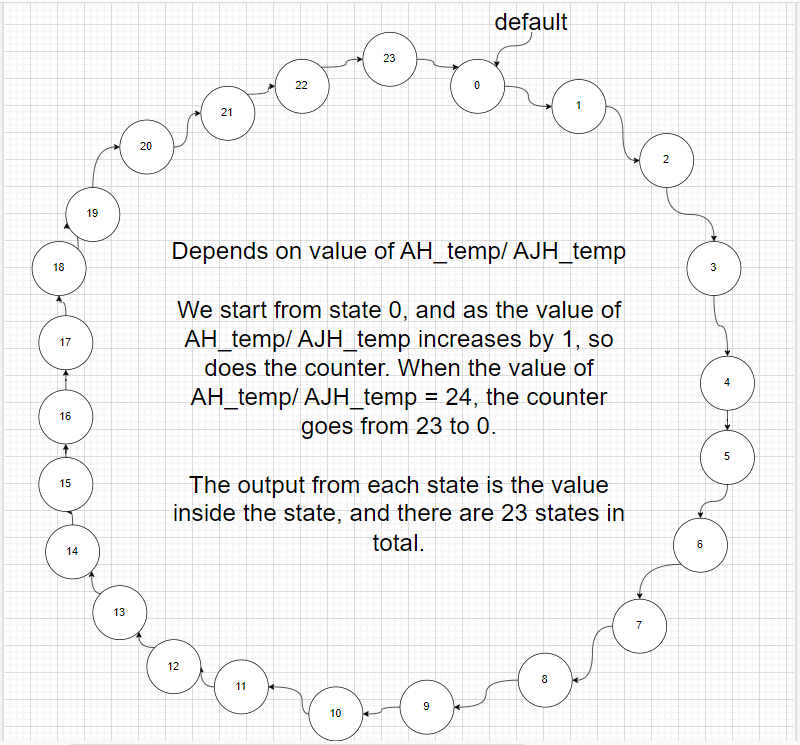 default
23
0
22
1
21
20
2
19
Depends on value of AH_temp/ AJH_temp
18
3
We start from state 0, and as the value of
AH_temp/ AJH_temp increases by 1, so
17
does the counter. When the value of
4
AH_temp/ AJH_temp = 24, the counter
16
goes from 23 to 0.
5
15
The output from each state is the value
inside the state, and there are 23 states in
total.
14
6
13
7
12
8
11
9
10